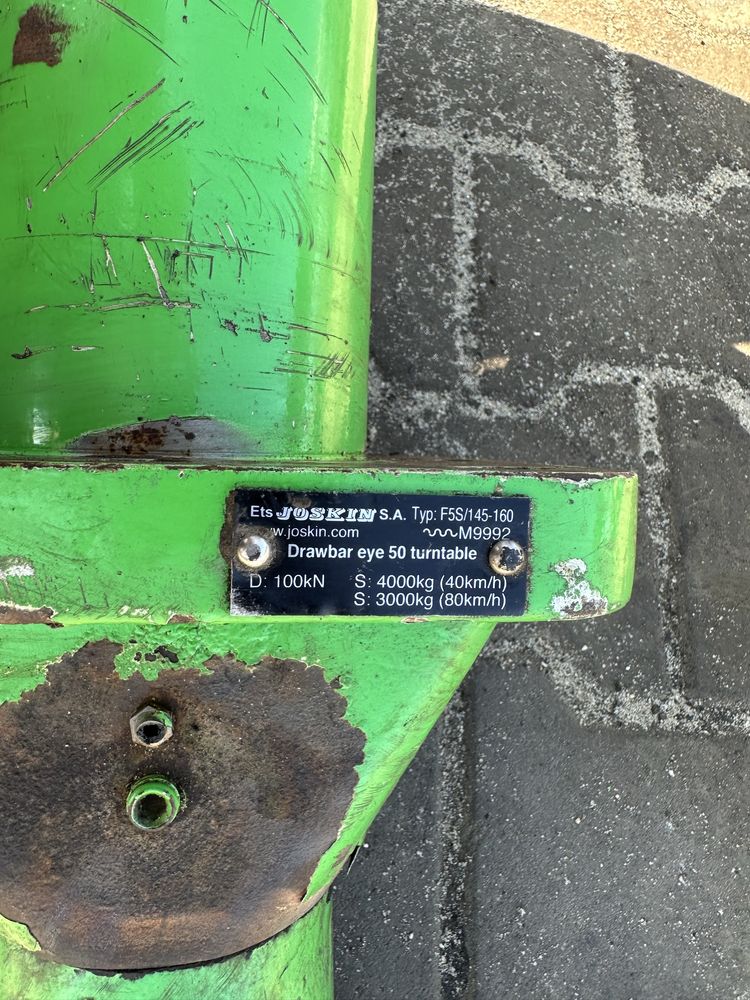 Ets JOSKIN S.A. Typ: F5S/145-160
w.joskin.com M9992
Drawbar eye 50 turntable
D: 100kN S: 4000kg (40km/h)
S: 3000kg (80km/h)